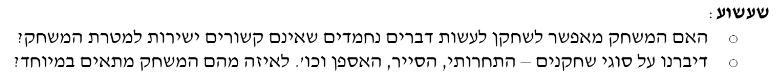 שעשוע:
○ האם המשחק מאפשר לשחקן לעשות דברים נחמדים שאינם קשורים ישירות למטרת המשחק?
○ דיברנו על סוגי שחקנים – התחרותי, הסייר, האספן וכו'. לאיזה מהם המשחק מתאים במיוחד?